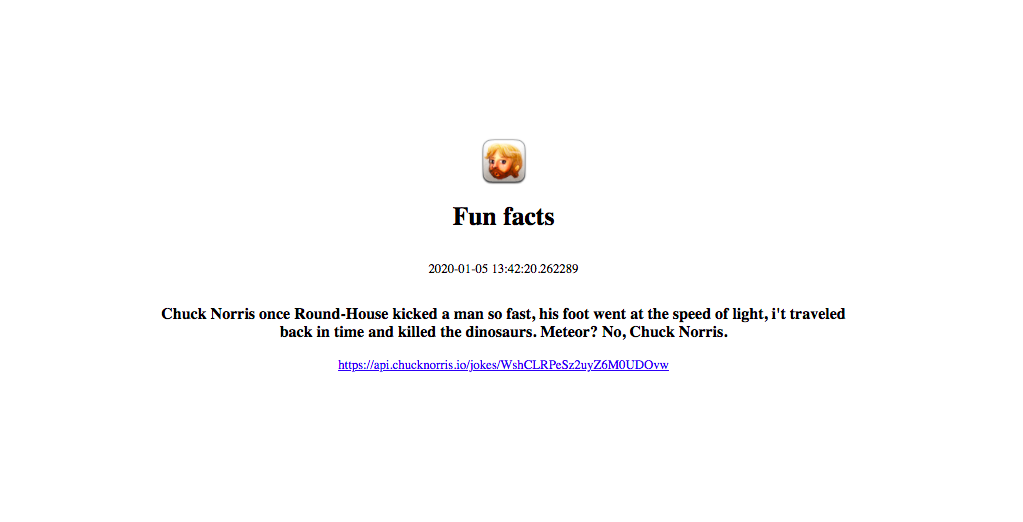 Fun facts
2020-01-05 13:42:20.262289
Chuck Norris once Round-House kicked a man so fast, his foot went at the speed of light, i't traveled
back in time and killed the dinosaurs. Meteor? No, Chuck Norris.
https://api.chucknorris.io/jokes/WshCLRPeSz2uyZ6M0UDOvw